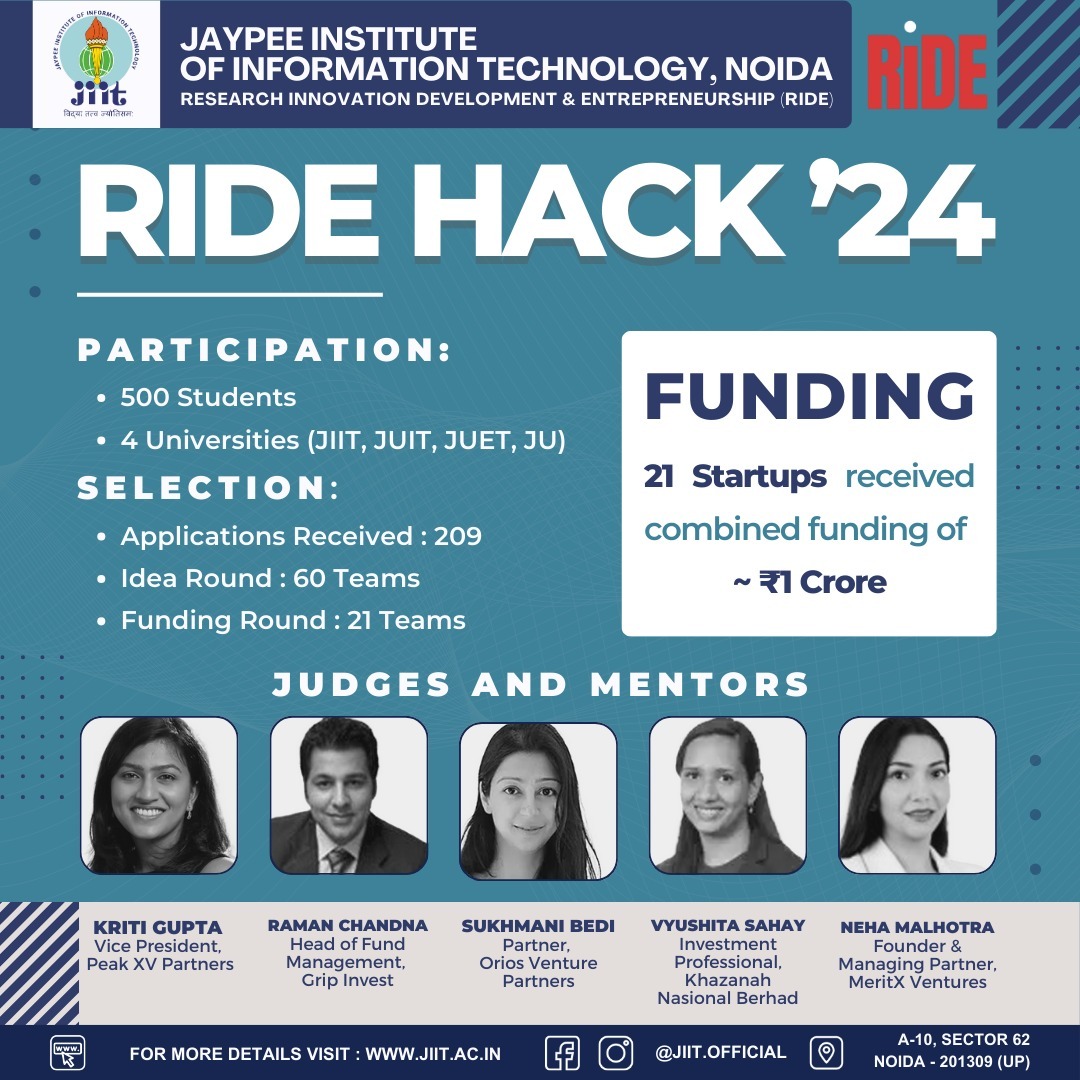 JAYPEE INSTITUTE OF INFORMATION TECHNOLOGY
jiit
विद्या तत्व ज्योतिसमः
JAYPEE INSTITUTE
OF INFORMATION TECHNOLOGY, NOIDA
RESEARCH INNOVATION DEVELOPMENT & ENTREPRENEURSHIP (RIDE)
RiDE
RIDE HACK ’24
PARTICIPATION:
• 500 Students
• 4 Universities (JIIT, JUIT, JUET, JU)
SELECTION:
• Applications Received : 209
• Idea Round : 60 Teams
• Funding Round : 21 Teams
FUNDING
21 Startups received
combined funding of
~ ₹1 Crore
JUDGES AND MENTORS
KRITI GUPTA
Vice President,
Peak XV Partners
RAMAN CHANDNA
Head of Fund
Management,
Grip Invest
SUKHMANI BEDI
Partner,
Orios Venture
Partners
VYUSHITA SAHAY
Investment
Professional,
Khazanah
Nasional Berhad
NEHA MALHOTRA
Founder &
Managing Partner,
MeritX Ventures
www.
FOR MORE DETAILS VISIT : WWW.JIIT.AC.IN
@JIIT.OFFICIAL
A-10, SECTOR 62
NOIDA - 201309 (UP)